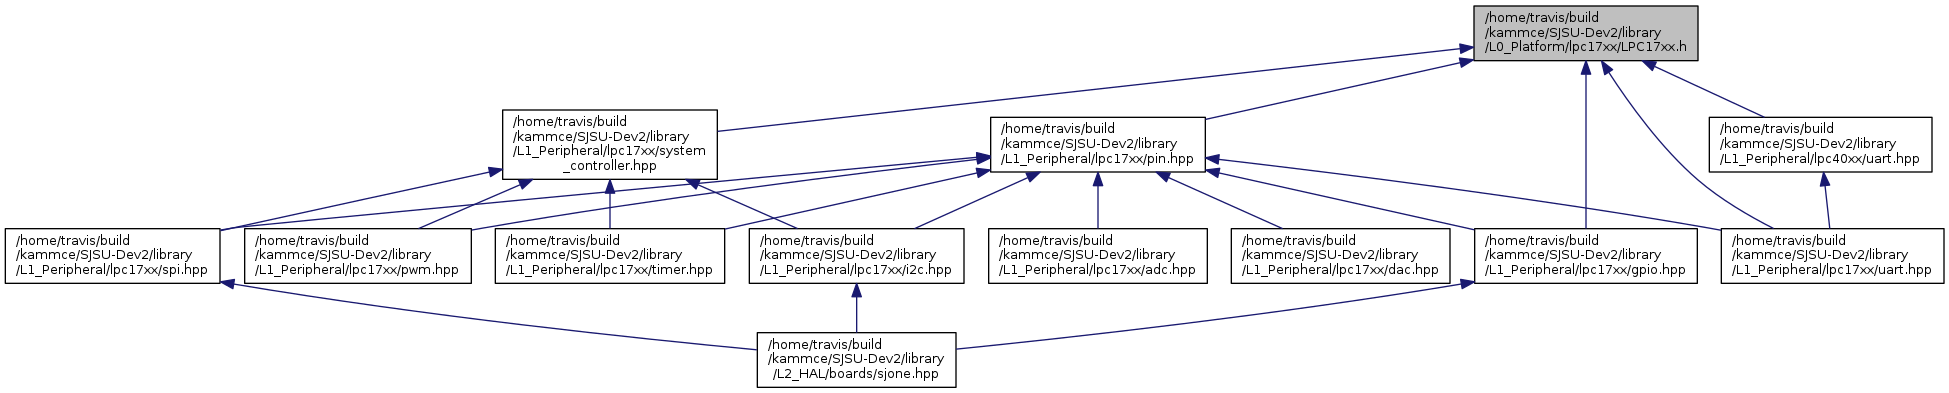 /home/travis/build
/kammce/SJSU-Dev2/library
/L0_Platform/lpc17xx/LPC17xx.h
/home/travis/build
/kammce/SJSU-Dev2/library
/L1_Peripheral/lpc17xx/system
_controller.hpp
/home/travis/build
/kammce/SJSU-Dev2/library
/L1_Peripheral/lpc17xx/pin.hpp
/home/travis/build
/kammce/SJSU-Dev2/library
/L1_Peripheral/lpc40xx/uart.hpp
/home/travis/build
/kammce/SJSU-Dev2/library
/L1_Peripheral/lpc17xx/spi.hpp
/home/travis/build
/kammce/SJSU-Dev2/library
/L1_Peripheral/lpc17xx/pwm.hpp
/home/travis/build
/kammce/SJSU-Dev2/library
/L1_Peripheral/lpc17xx/timer.hpp
/home/travis/build
/kammce/SJSU-Dev2/library
/L1_Peripheral/lpc17xx/i2c.hpp
/home/travis/build
/kammce/SJSU-Dev2/library
/L1_Peripheral/lpc17xx/adc.hpp
/home/travis/build
/kammce/SJSU-Dev2/library
/L1_Peripheral/lpc17xx/dac.hpp
/home/travis/build
/kammce/SJSU-Dev2/library
/L1_Peripheral/lpc17xx/gpio.hpp
/home/travis/build
/kammce/SJSU-Dev2/library
/L1_Peripheral/lpc17xx/uart.hpp
/home/travis/build
/kammce/SJSU-Dev2/library
/L2_HAL/boards/sjone.hpp